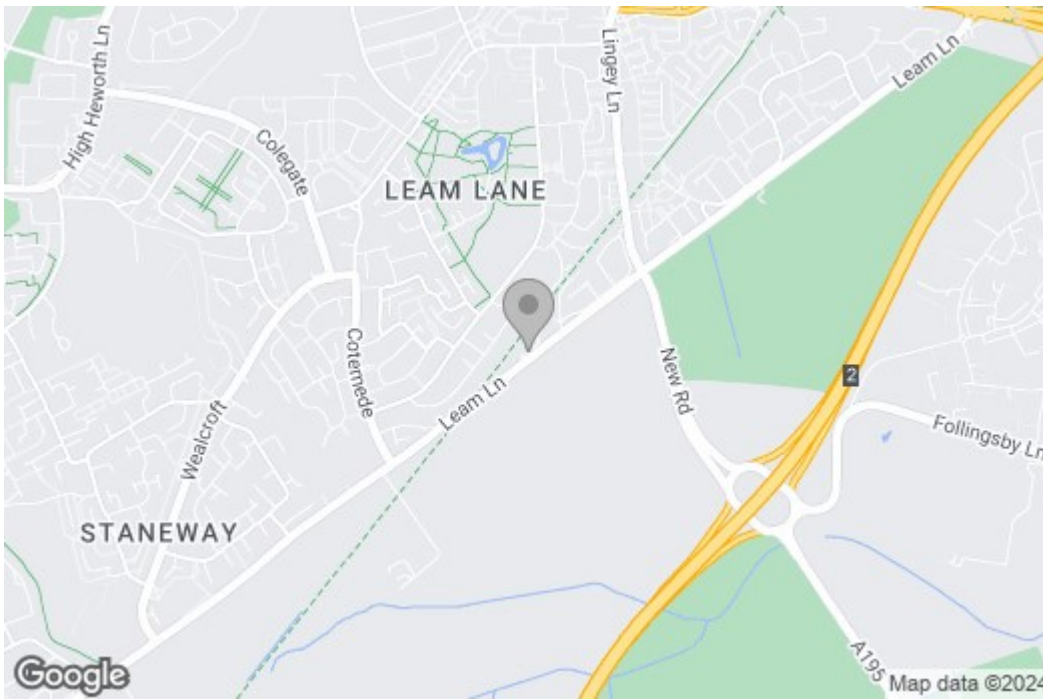 High Heworth Ln
Colegate
Lingey Ln
Leam Ln
LEAM LANE
Cotemede
Leam Ln
New Rd
2
Wealcroft
Follingsby Ln
STANEWAY
A195
Google
Map data ©2024